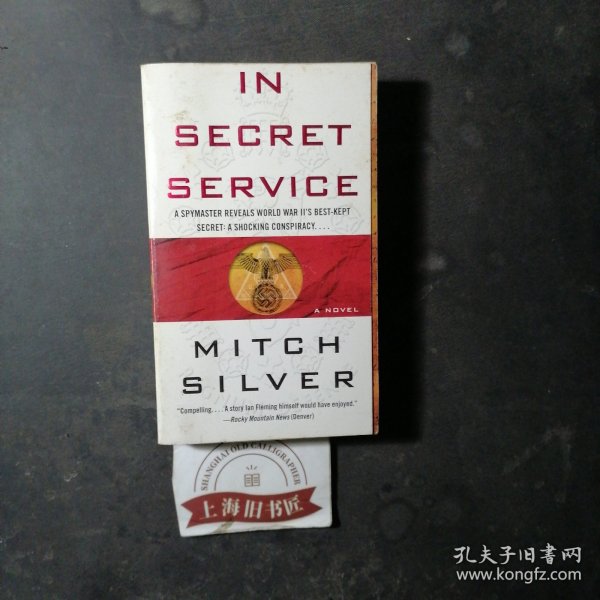 IN
SECRET
SERVICE
A SPYMASTER REVEALS WORLD WAR II'S BEST-KEPT
SECRET: A SHOCKING CONSPIRACY. . . .
A NOVEL
MITCH
SILVER
"Compelling. . . . A story Ian Fleming himself would have enjoyed."
—Rocky Mountain News (Denver)
SHANGHAI OLD CALLIGRAPHER
上海旧书匠
孔夫子旧書网
www.kongfz.com